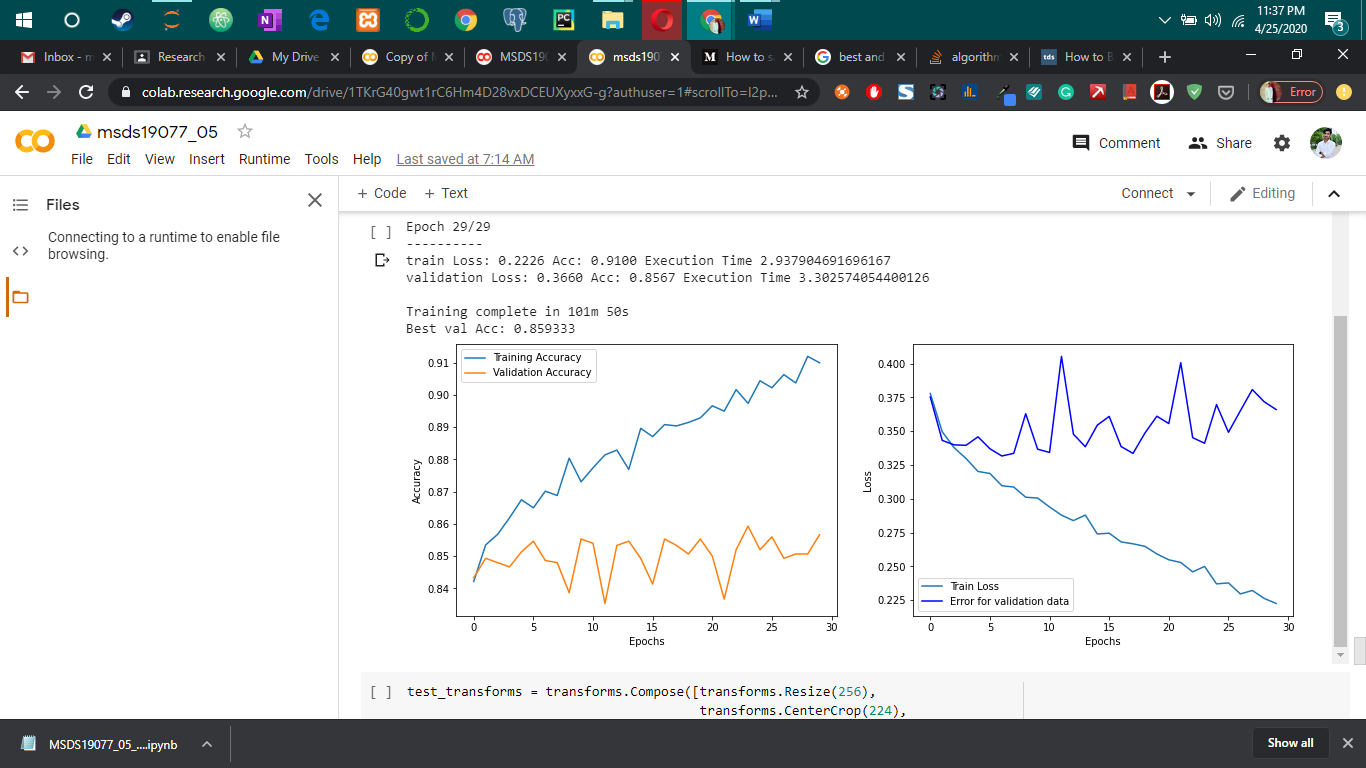 11:37 PM
4/25/2020
3
Inbox - m
Research
My Drive
Copy of
MSDS190
msds190
How to s
best and
algorithm
How to B
colab.research.google.com/drive/1TKrG40gwt1rC6Hm4D28vxDCEUXyxxG-g?authuser=1#scrollTo=I2p...
Error
msds19077_05
Comment
Share
File Edit View Insert Runtime Tools Help Last saved at 7:14 AM
Files
+ Code + Text
Connect
Editing
Connecting to a runtime to enable file
browsing.
[ ] Epoch 29/29
----------
train Loss: 0.2226 Acc: 0.9100 Execution Time 2.937904691696167
validation Loss: 0.3660 Acc: 0.8567 Execution Time 3.302574054400126
Training complete in 101m 50s
Best val Acc: 0.859333
Training Accuracy
Validation Accuracy
0.91
0.90
0.89
0.88
0.87
0.86
0.85
0.84
Accuracy
0 5 10 15 20 25 30
Epochs
0.400
0.375
0.350
0.325
0.300
0.275
0.250
0.225
Loss
Train Loss
Error for validation data
0 5 10 15 20 25 30
Epochs
[ ] test_transforms = transforms.Compose([transforms.Resize(256),
transforms.CenterCrop(224),
MSDS19077_05_....ipynb
Show all